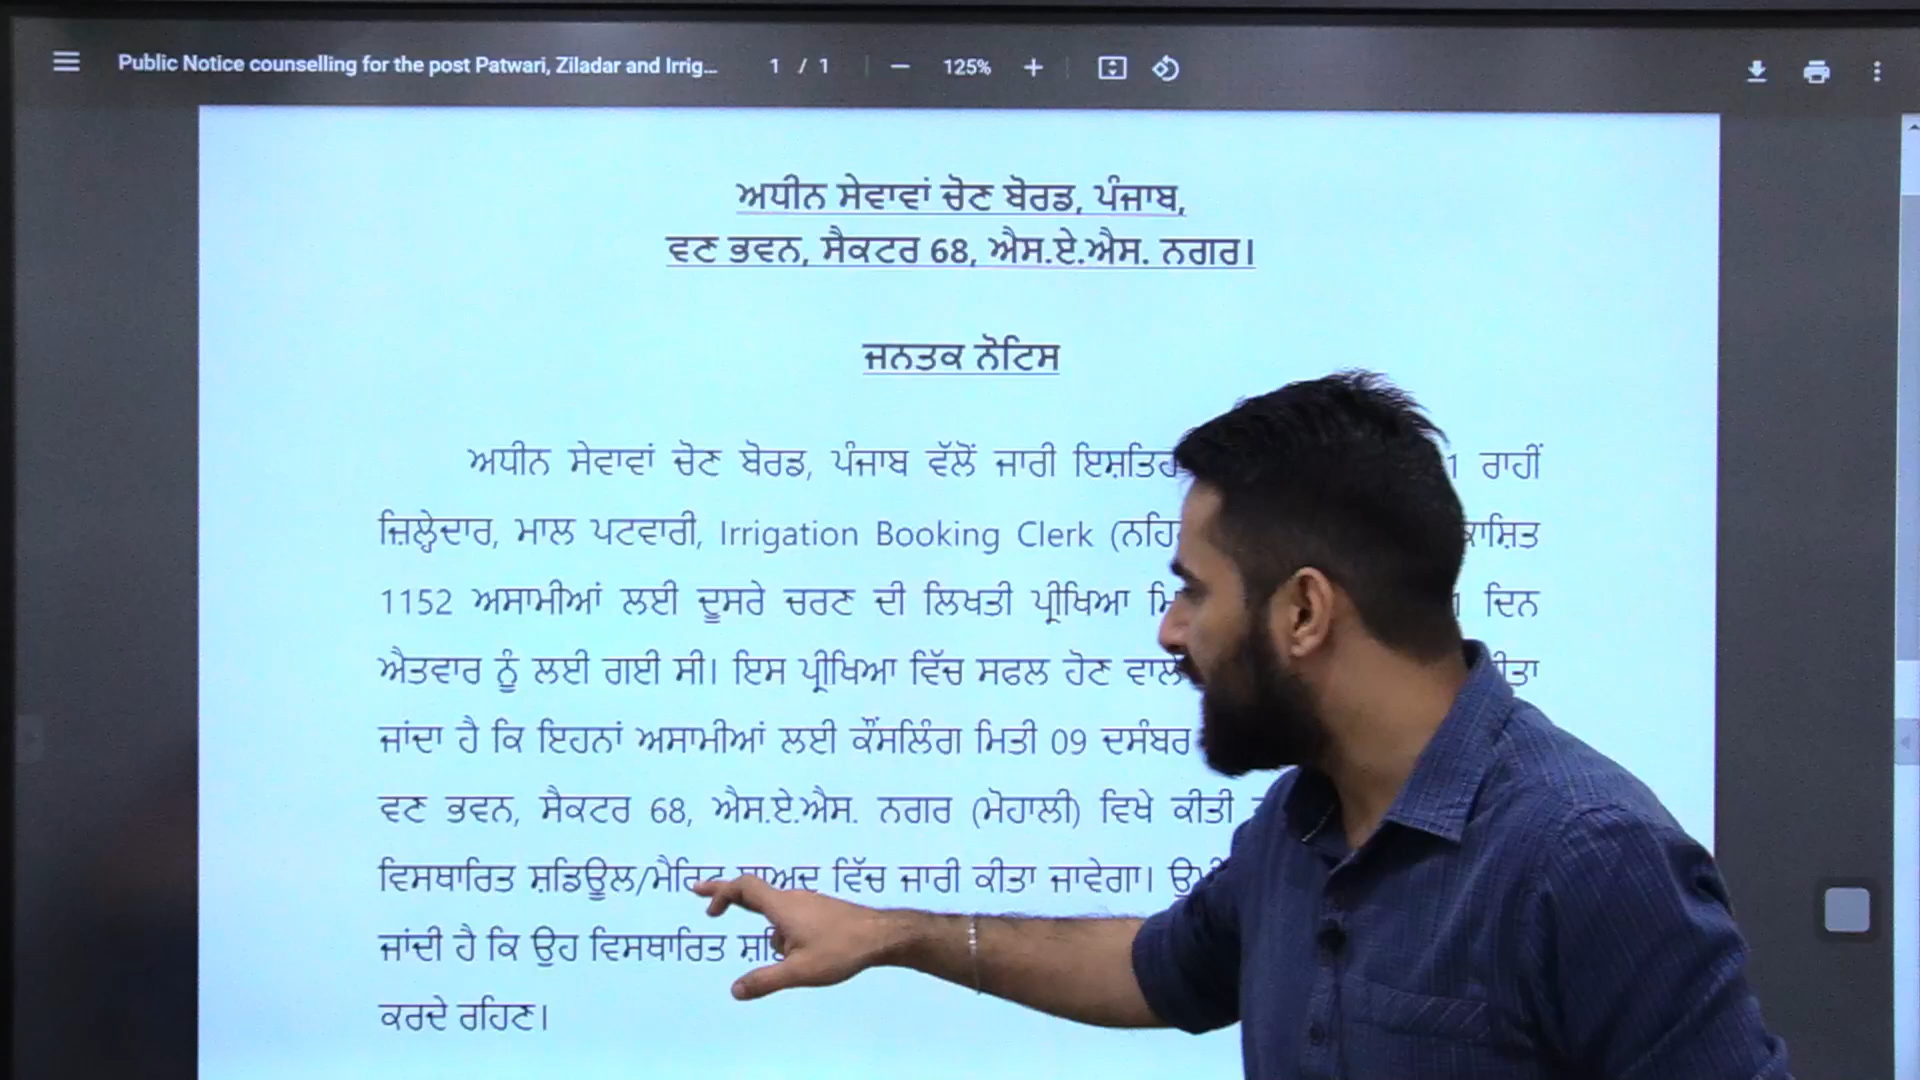 Public Notice counselling for the post Patwari, Ziladar and Irrig...
1 / 1
125%
ਅਧੀਨ ਸੇਵਾਵਾਂ ਚੋਣ ਬੋਰਡ, ਪੰਜਾਬ,
ਵਣ ਭਵਨ, ਸੈਕਟਰ 68, ਐਸ.ਏ.ਐਸ. ਨਗਰ।
ਜਨਤਕ ਨੋਟਿਸ
ਅਧੀਨ ਸੇਵਾਵਾਂ ਚੋਣ ਬੋਰਡ, ਪੰਜਾਬ ਵੱਲੋਂ ਜਾਰੀ ਰਾਹੀਂ
ਜ਼ਿਲ੍ਹੇਦਾਰ, ਮਾਲ ਪਟਵਾਰੀ, Irrigation Booking Clerk
1152 ਅਸਾਮੀਆਂ ਲਈ ਦੂਸਰੇ ਚਰਣ ਦੀ ਲਿਖਤੀ ਪ੍ਰੀਖਿਆ ਦਿਨ
ਐਤਵਾਰ ਨੂੰ ਲਈ ਗਈ ਸੀ। ਇਸ ਪ੍ਰੀਖਿਆ ਵਿੱਚ ਸਫਲ ਹੋਣ
ਜਾਂਦਾ ਹੈ ਕਿ ਇਹਨਾਂ ਅਸਾਮੀਆਂ ਲਈ ਕੌਂਸਲਿੰਗ ਮਿਤੀ 09 ਦਸੰਬਰ
ਵਣ ਭਵਨ, ਸੈਕਟਰ 68, ਐਸ.ਏ.ਐਸ. ਨਗਰ (ਮੋਹਾਲੀ) ਵਿਖੇ ਕੀਤੀ
ਵਿਸਥਾਰਿਤ ਸ਼ਡਿਊਲ/ਮੈਰਿਟ ਵਿੱਚ ਜਾਰੀ ਕੀਤਾ ਜਾਵੇਗਾ।
ਜਾਂਦੀ ਹੈ ਕਿ ਉਹ ਵਿਸਥਾਰਿਤ
ਕਰਦੇ ਰਹਿਣ।